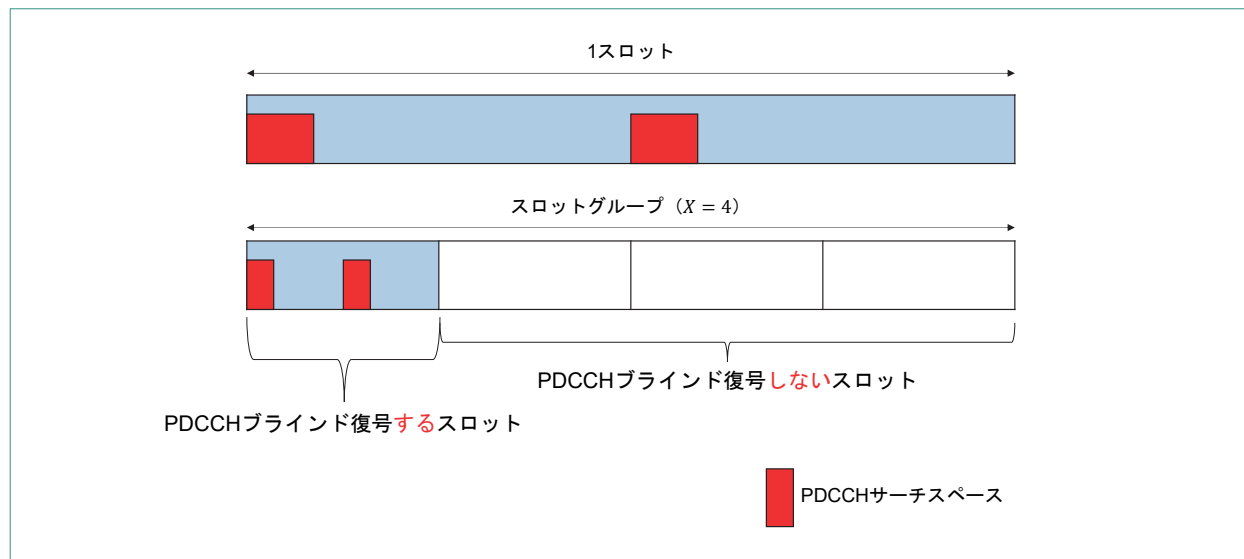 1スロット
スロットグループ（X = 4）
PDCCHブラインド復号しないスロット
PDCCHブラインド復号するスロット
PDCCHサーチスペース